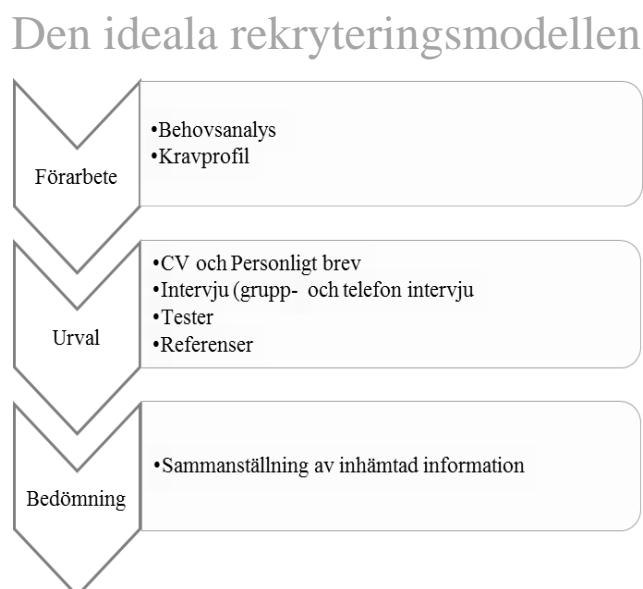 Den ideala rekryteringsmodellen
Förarbete
•Behovsanalys
•Kravprofil
Urval
•CV och Personligt brev
•Intervju (grupp- och telefon intervju
•Tester
•Referenser
Bedömning
•Sammanställning av inhämtad information